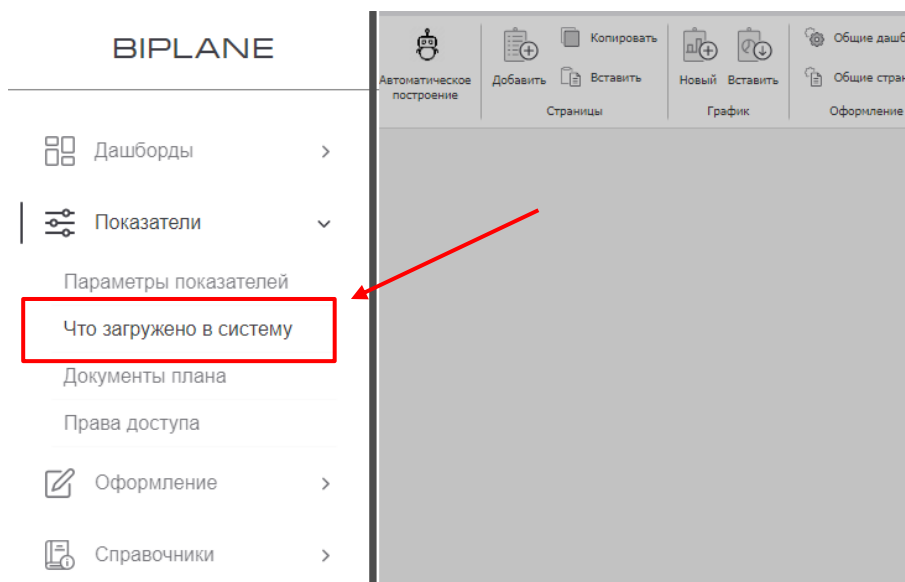 BIPLANE
Дашборды
Показатели
Параметры показателей
Что загружено в систему
Документы плана
Права доступа
Оформление
Справочники
Автоматическое
построение
Добавить
Копировать
Вставить
Страницы
Новый Вставить
График
Общие дашб
Общие стран
Оформление